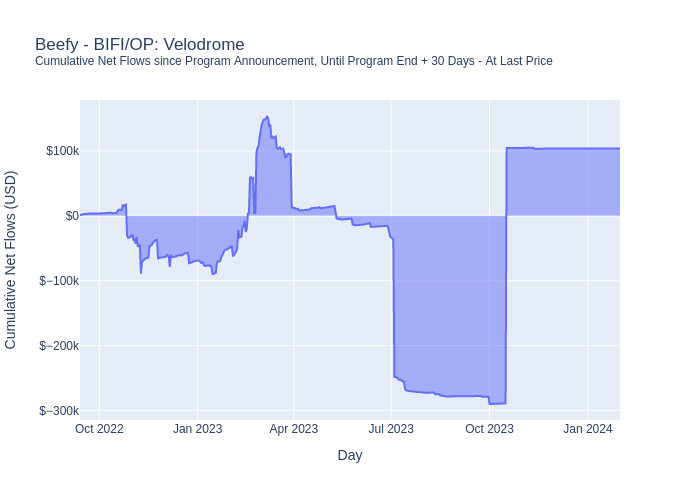 Beefy - BIFI/OP: Velodrome
Cumulative Net Flows since Program Announcement, Until Program End + 30 Days - At Last Price
Cumulative Net Flows (USD)
$100k
$0
$−100k
$−200k
$−300k
Oct 2022
Jan 2023
Apr 2023
Jul 2023
Oct 2023
Jan 2024
Day